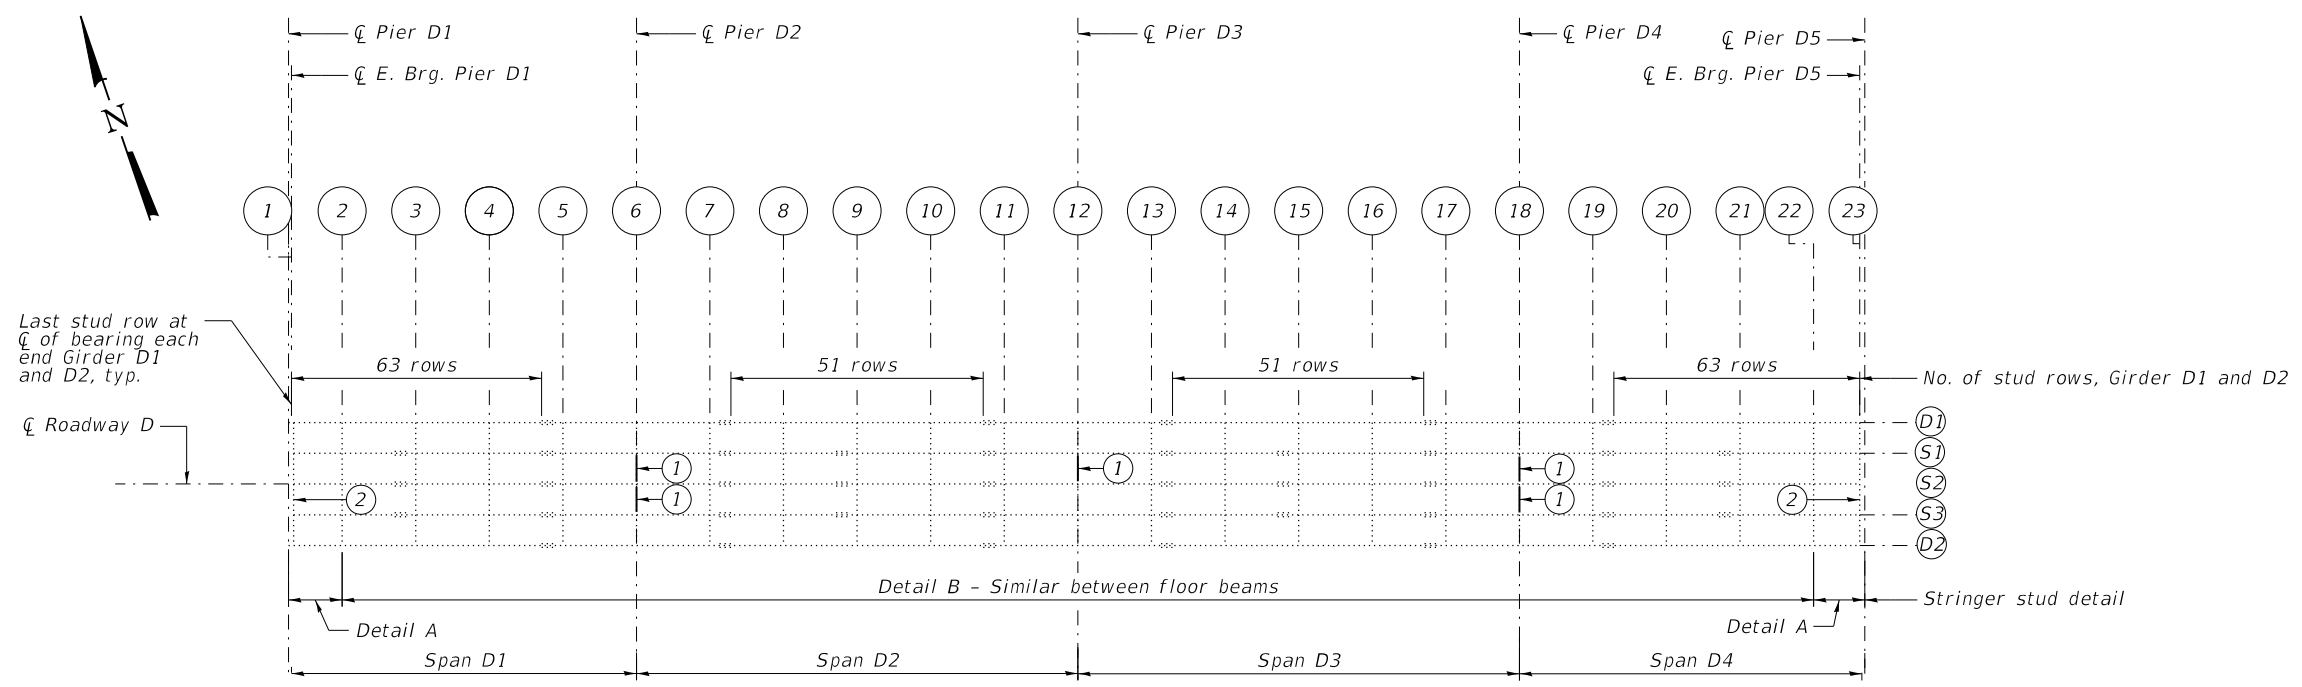 ℄ Pier D1
℄ Pier D2
℄ Pier D3
℄ Pier D4
℄ Pier D5
℄ E. Brg. Pier D1
℄ E. Brg. Pier D5
N
1
2
3
4
5
6
7
8
9
10
11
12
13
14
15
16
17
18
19
20
21
22
23
Last stud row at
℄ of bearing each
end Girder D1
and D2, typ.
63 rows
51 rows
51 rows
63 rows
No. of stud rows, Girder D1 and D2
℄ Roadway D
D1
S1
S2
S3
D2
1
1
1
2
1
1
2
Detail B - Similar between floor beams
Stringer stud detail
Detail A
Detail A
Span D1
Span D2
Span D3
Span D4